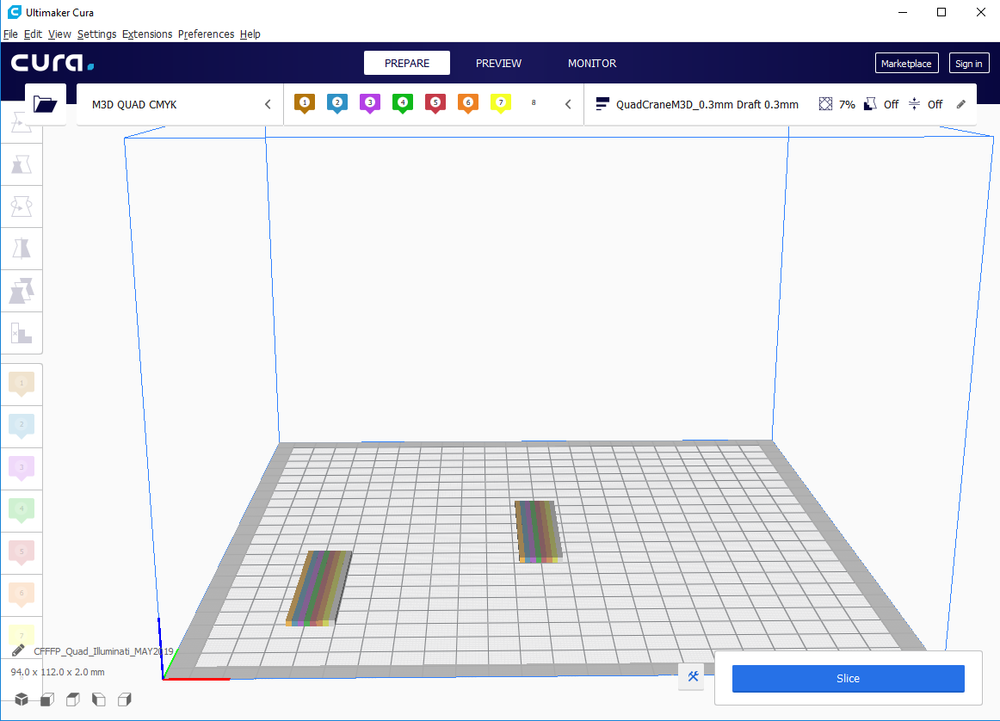 Ultimaker Cura
File Edit View Settings Extensions Preferences Help
cura.
PREPARE PREVIEW MONITOR
Marketplace Sign in
M3D QUAD CMYK
1 2 3 4 5 6 7 8
QuadCraneM3D_0.3mm Draft 0.3mm
7% Off Off
1
2
3
4
5
6
7
CFFFP_Quad_Illuminati_MAY2019
94.0 x 112.0 x 2.0 mm
Slice